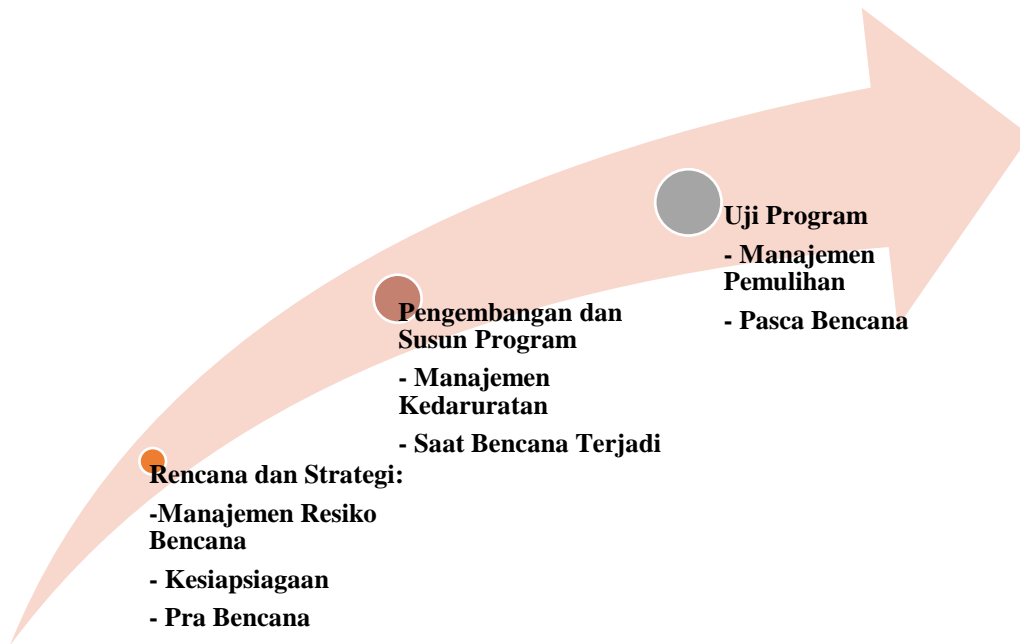 Uji Program
- Manajemen
Pemulihan
- Pasca Bencana
Pengembangan dan
Susun Program
- Manajemen
Kedaruratan
- Saat Bencana Terjadi
Rencana dan Strategi:
-Manajemen Resiko
Bencana
- Kesiapsiagaan
- Pra Bencana